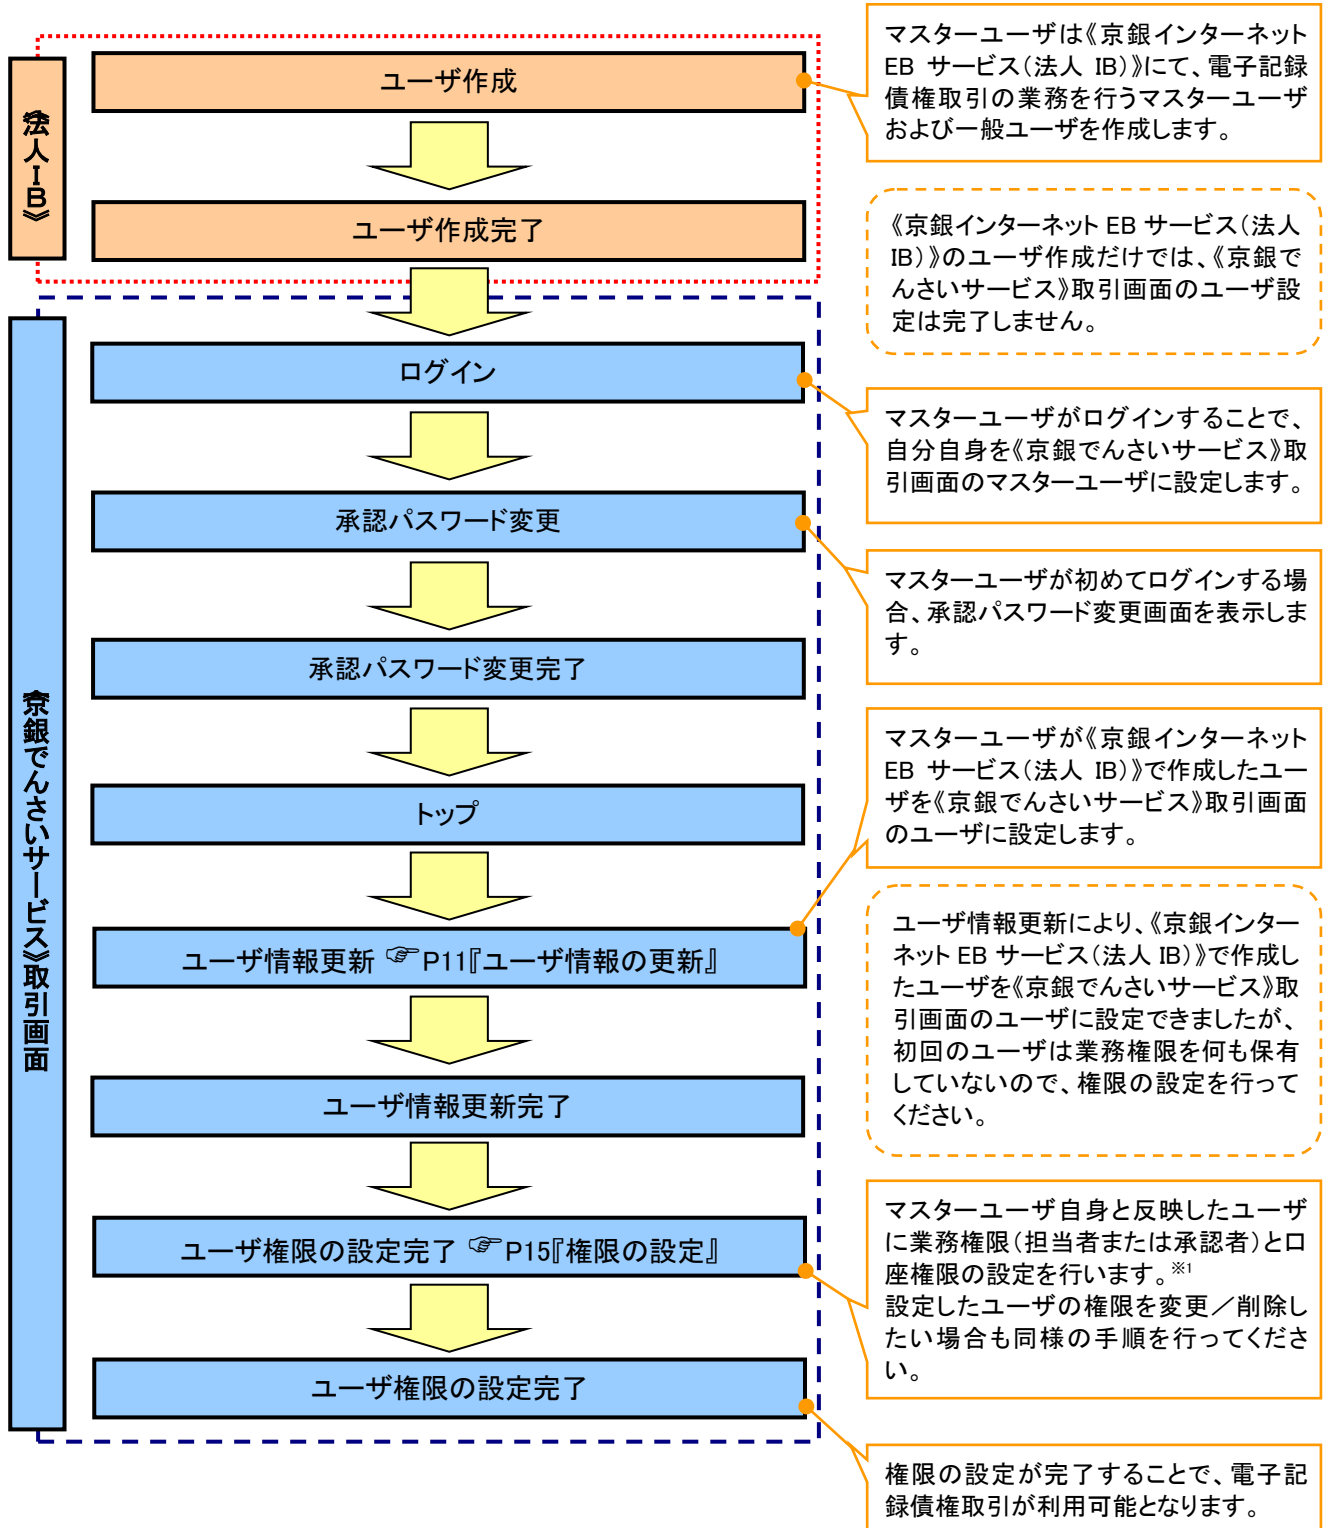 《法人IB》
ユーザ作成
ユーザ作成完了
マスターユーザは《京銀インターネット
EB サービス（法人 IB）》にて、電子記録
債権取引の業務を行うマスターユーザ
および一般ユーザを作成します。
《京銀インターネット EB サービス（法人
IB）》のユーザ作成だけでは、《京銀で
んさいサービス》取引画面のユーザ設
定は完了しません。
《京銀でんさいサービス》取引画面
ログイン
マスターユーザがログインすることで、
自分自身を《京銀でんさいサービス》取
引画面のマスターユーザに設定します。
承認パスワード変更
マスターユーザが初めてログインする場
合、承認パスワード変更画面を表示しま
す。
承認パスワード変更完了
トップ
マスターユーザが《京銀インターネット
EB サービス（法人 IB）》で作成したユー
ザを《京銀でんさいサービス》取引画面
のユーザに設定します。
ユーザ情報更新 ☞P11『ユーザ情報の更新』
ユーザ情報更新により、《京銀インター
ネット EB サービス（法人 IB）》で作成し
たユーザを《京銀でんさいサービス》取
引画面のユーザに設定できましたが、
初回のユーザは業務権限を何も保有
していないので、権限の設定を行って
ください。
ユーザ情報更新完了
ユーザ権限の設定完了 ☞P15『権限の設定』
マスターユーザ自身と反映したユーザ
に業務権限（担当者または承認者）と口
座権限の設定を行います。※1
設定したユーザの権限を変更／削除し
たい場合も同様の手順を行ってくださ
い。
ユーザ権限の設定完了
権限の設定が完了することで、電子記
録債権取引が利用可能となります。